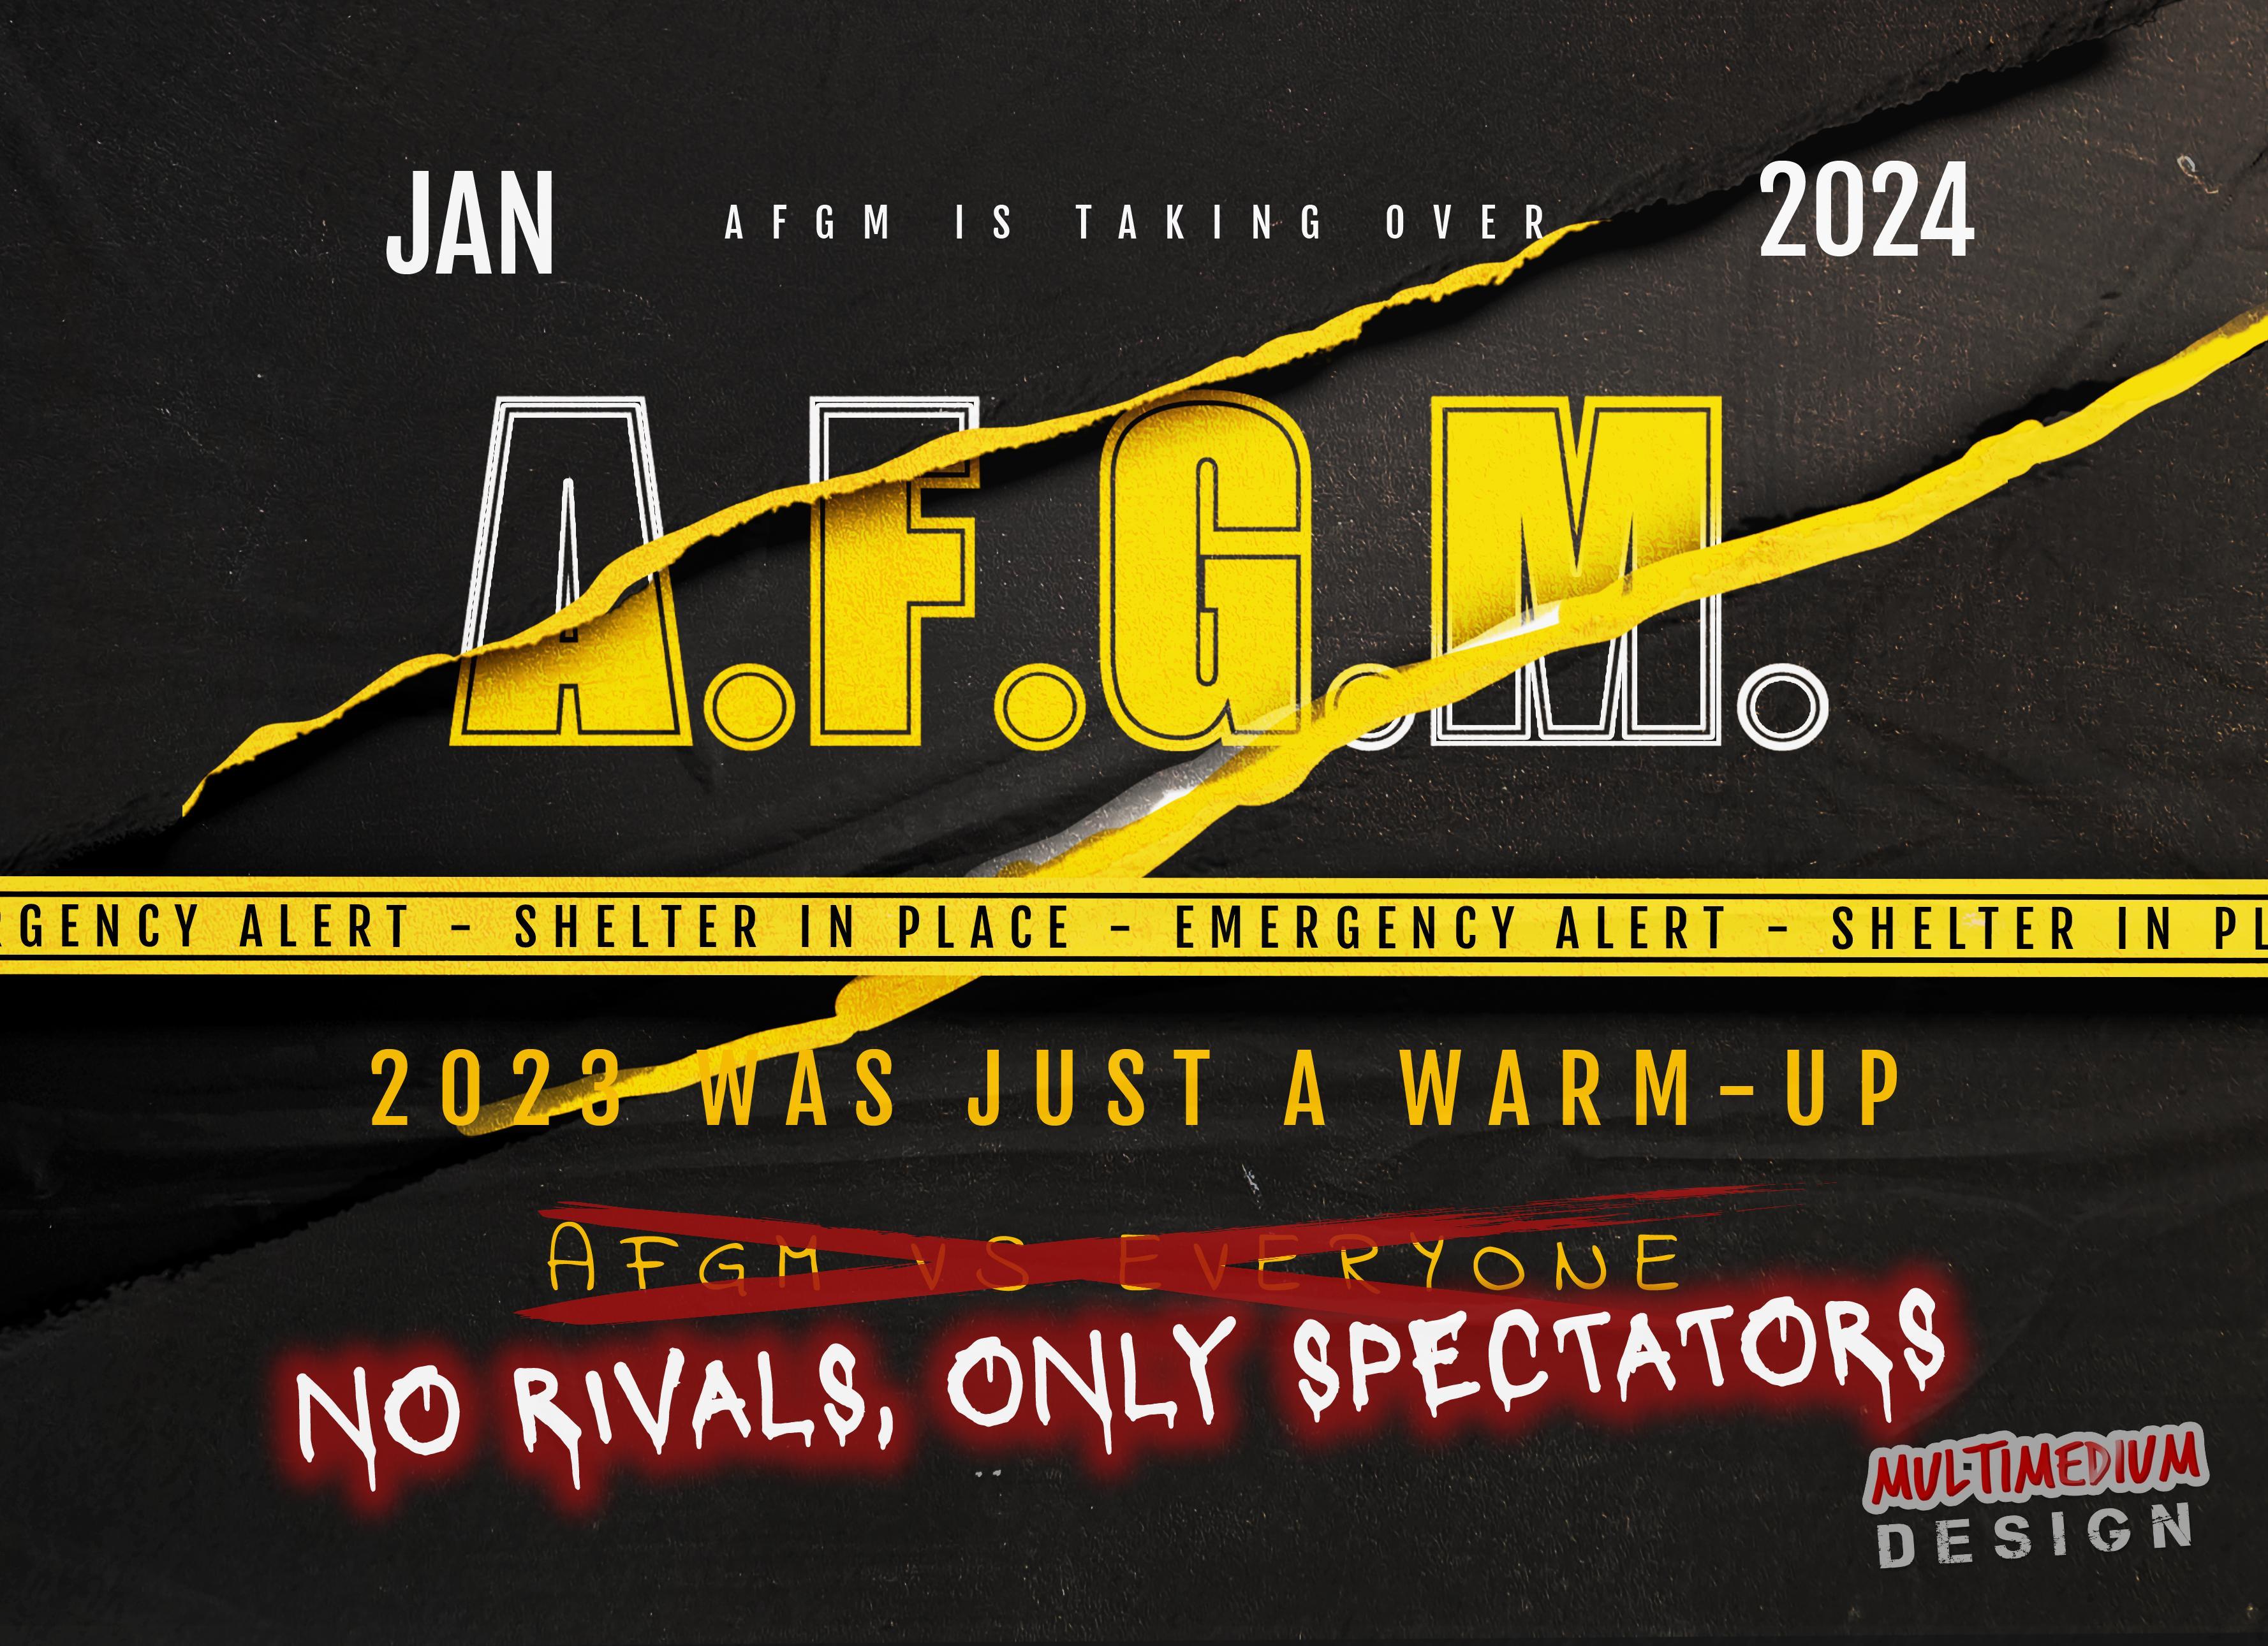 JAN AFGM IS TAKING OVER 2024
A.F.G.M.
RGENCY ALERT - SHELTER IN PLACE - EMERGENCY ALERT - SHELTER IN PL
2023 WAS JUST A WARM-UP
AFGM VS EVERYONE
NO RIVALS, ONLY SPECTATORS
MULTIMEDIUM
DESIGN